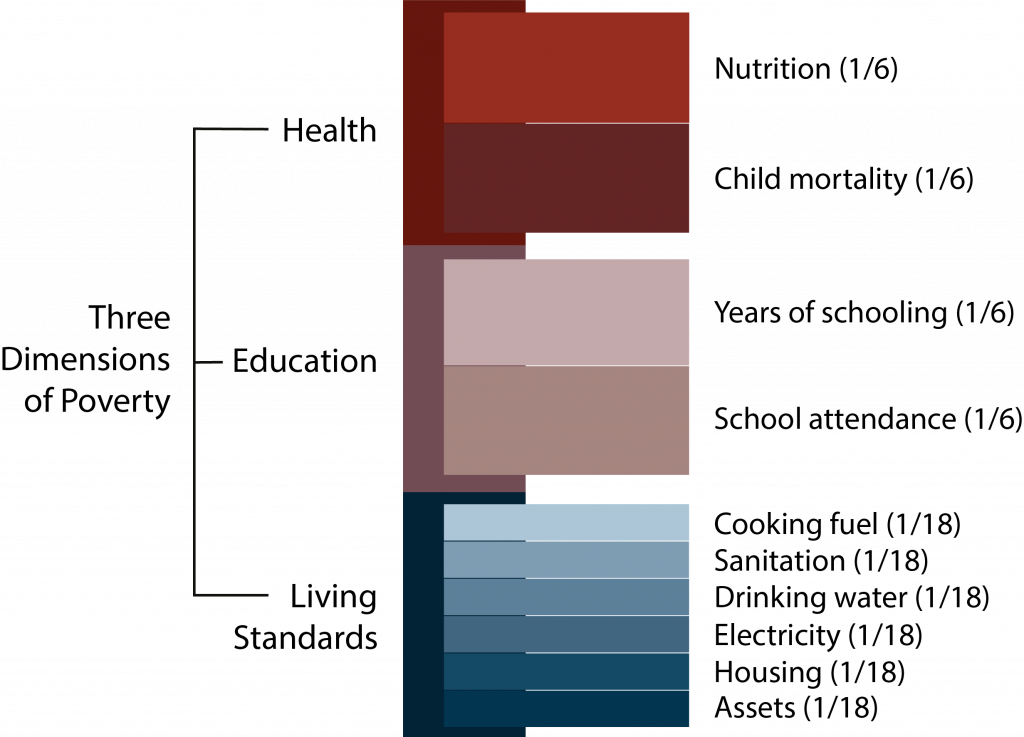 Three
Dimensions
of Poverty
Health
Nutrition (1/6)
Child mortality (1/6)
Education
Years of schooling (1/6)
School attendance (1/6)
Living
Standards
Cooking fuel (1/18)
Sanitation (1/18)
Drinking water (1/18)
Electricity (1/18)
Housing (1/18)
Assets (1/18)